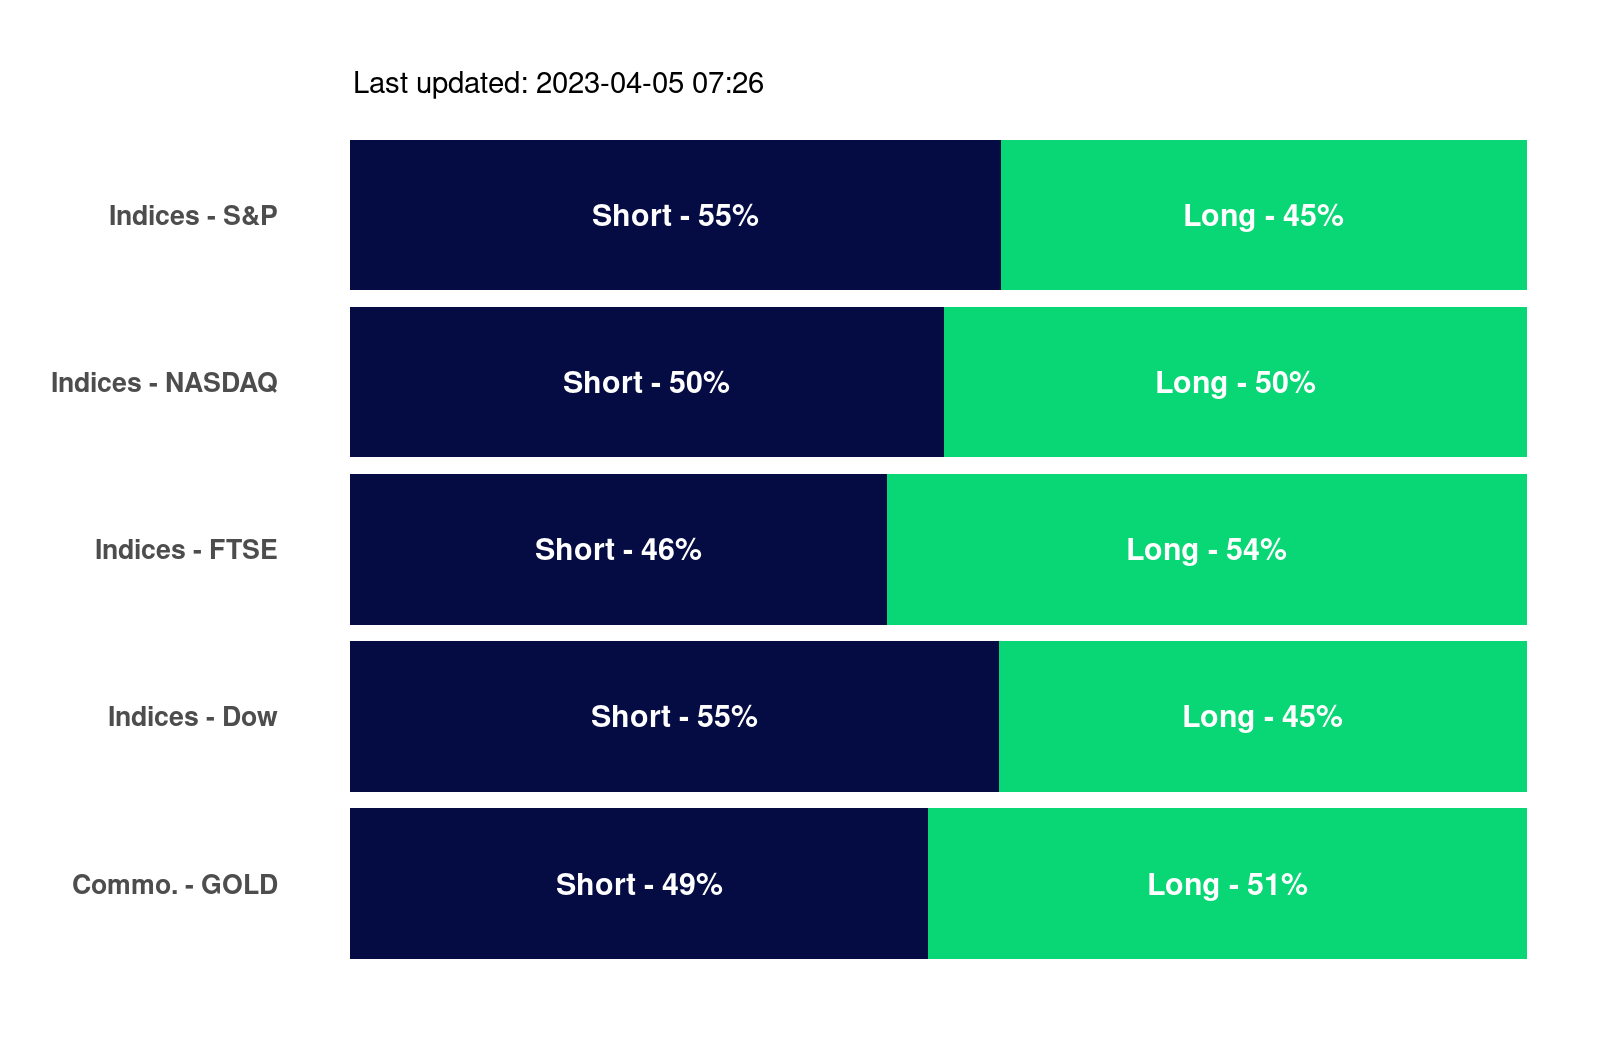 Last updated: 2023-04-05 07:26
Indices - S&P
Short - 55%
Long - 45%
Indices - NASDAQ
Short - 50%
Long - 50%
Indices - FTSE
Short - 46%
Long - 54%
Indices - Dow
Short - 55%
Long - 45%
Commo. - GOLD
Short - 49%
Long - 51%